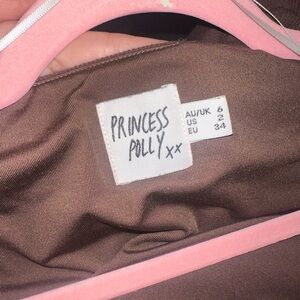 PRINCESS
POLLY xx
AU/UK 6
US 2
EU 34